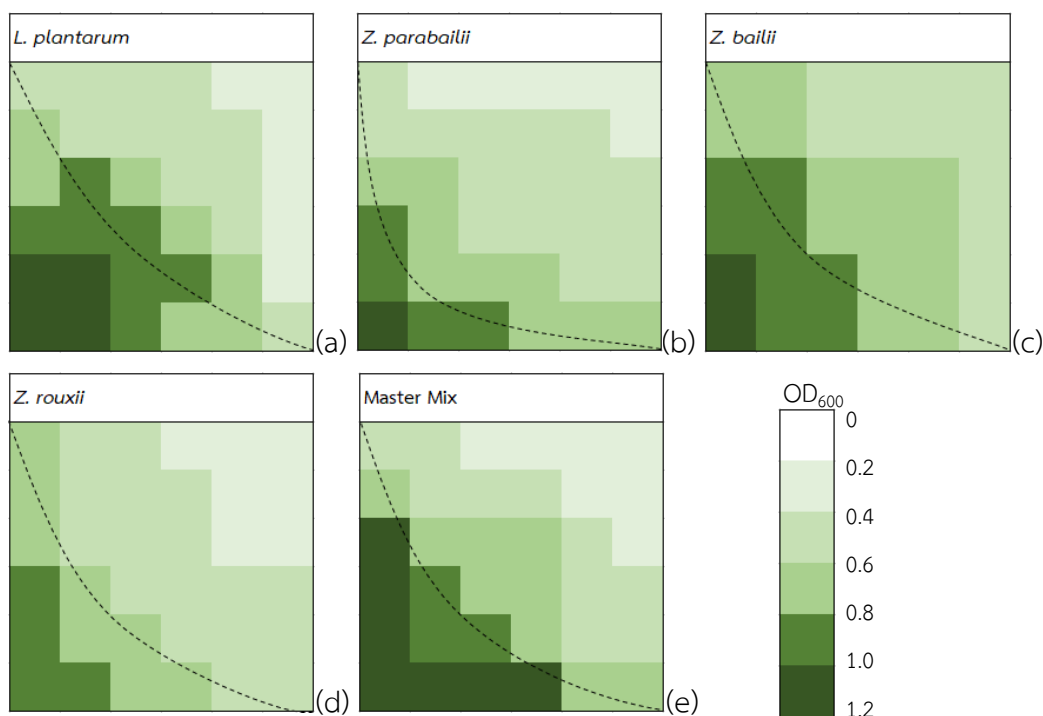 L. plantarum
Z. parabailii
Z. bailii
(a)
(b)
(c)
Z. rouxii
Master Mix
(d)
(e)
OD₆₀₀
0
0.2
0.4
0.6
0.8
1.0
1.2